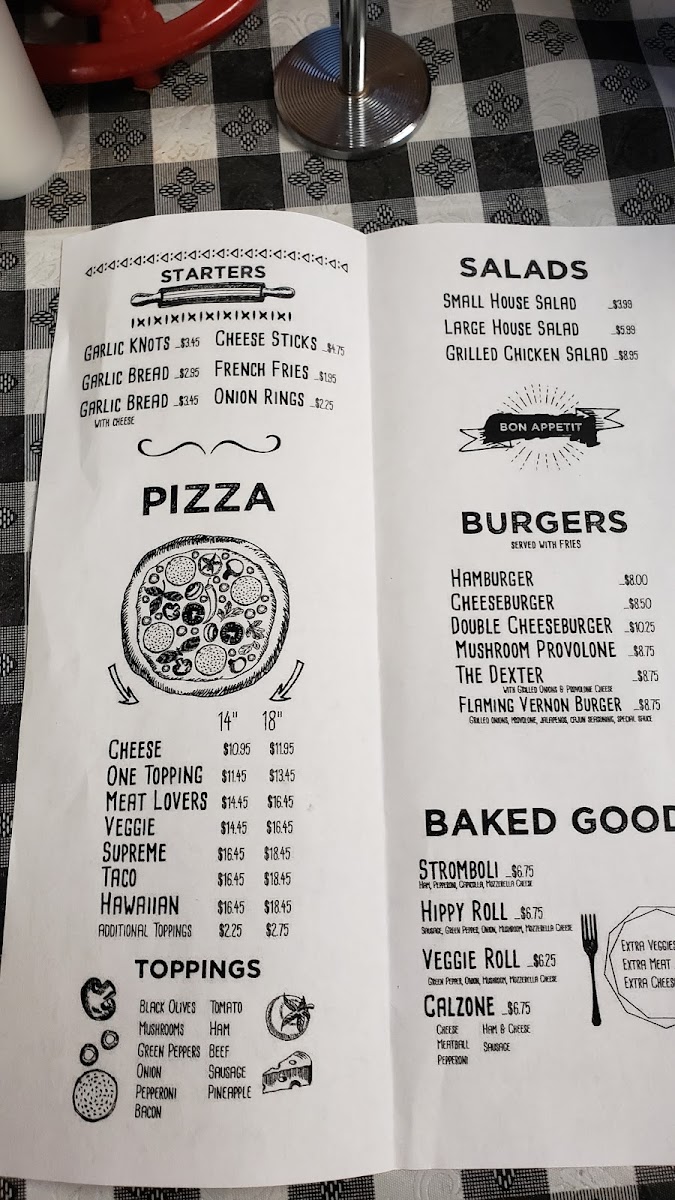 STARTERS
GARLIC KNOTS $3.45 CHEESE STICKS $4.75
GARLIC BREAD $2.95 FRENCH FRIES $1.95
GARLIC BREAD $3.45 ONION RINGS $2.25
WITH CHEESE
PIZZA
14" 18"
CHEESE $10.95 $11.95
ONE TOPPING $11.45 $13.45
MEAT LOVERS $14.45 $16.45
VEGGIE $14.45 $16.45
SUPREME $16.45 $18.45
TACO $16.45 $18.45
HAWAIIAN $16.45 $18.45
ADDITIONAL TOPPINGS $2.25 $2.75
TOPPINGS
BLACK OLIVES TOMATO
MUSHROOMS HAM
GREEN PEPPERS BEEF
ONION SAUSAGE
PEPPERONI PINEAPPLE
BACON
SALADS
SMALL HOUSE SALAD $3.99
LARGE HOUSE SALAD $5.99
GRILLED CHICKEN SALAD $8.95
BON APPETIT
BURGERS
SERVED WITH FRIES
HAMBURGER $8.00
CHEESEBURGER $8.50
DOUBLE CHEESEBURGER $10.25
MUSHROOM PROVOLONE $8.75
THE DEXTER $8.75
WITH GRILLED ONIONS & PROVOLONE CHEESE
FLAMING VERNON BURGER $8.75
GRILLED ONIONS, PROVOLONE, JALAPENOS, CAJUN SEASONING, SPECIAL SAUCE
BAKED GOOD
STROMBOLI $6.75
HAM, PEPPERONI, CAPACOLLA, MOZZERELLA CHEESE
HIPPY ROLL $6.75
SAUSAGE, GREEN PEPPER, ONION, MUSHROOM, MOZZERELLA CHEESE
VEGGIE ROLL $6.25
GREEN PEPPER, ONION, MUSHROOM, MOZZERELLA CHEESE
CALZONE $6.75
CHEESE HAM & CHEESE
MEATBALL SAUSAGE
PEPPERONI
EXTRA VEGGIES
EXTRA MEAT
EXTRA CHEES